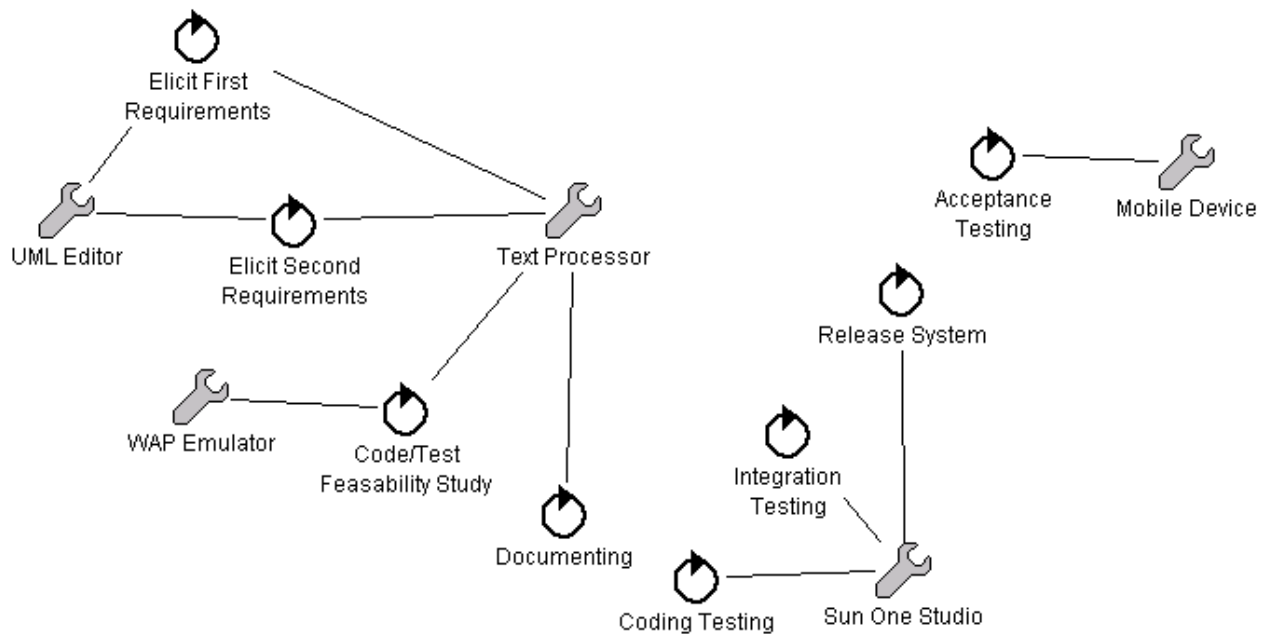 Elicit First
Requirements
UML Editor
Elicit Second
Requirements
Text Processor
Acceptance
Testing
Mobile Device
Release System
WAP Emulator
Code/Test
Feasability Study
Integration
Testing
Documenting
Coding Testing
Sun One Studio